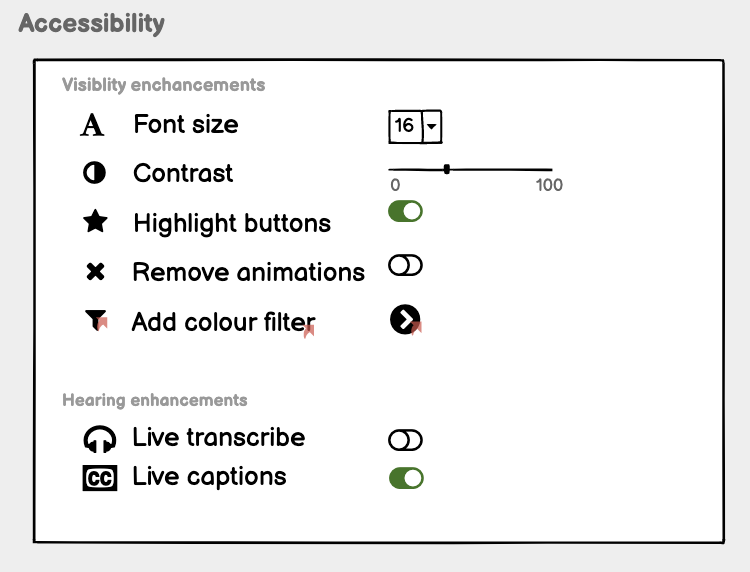 Accessibility
Visiblity enchancements
A Font size 16
Contrast
0 100
Highlight buttons
Remove animations
Add colour filter
Hearing enhancements
Live transcribe
CC Live captions